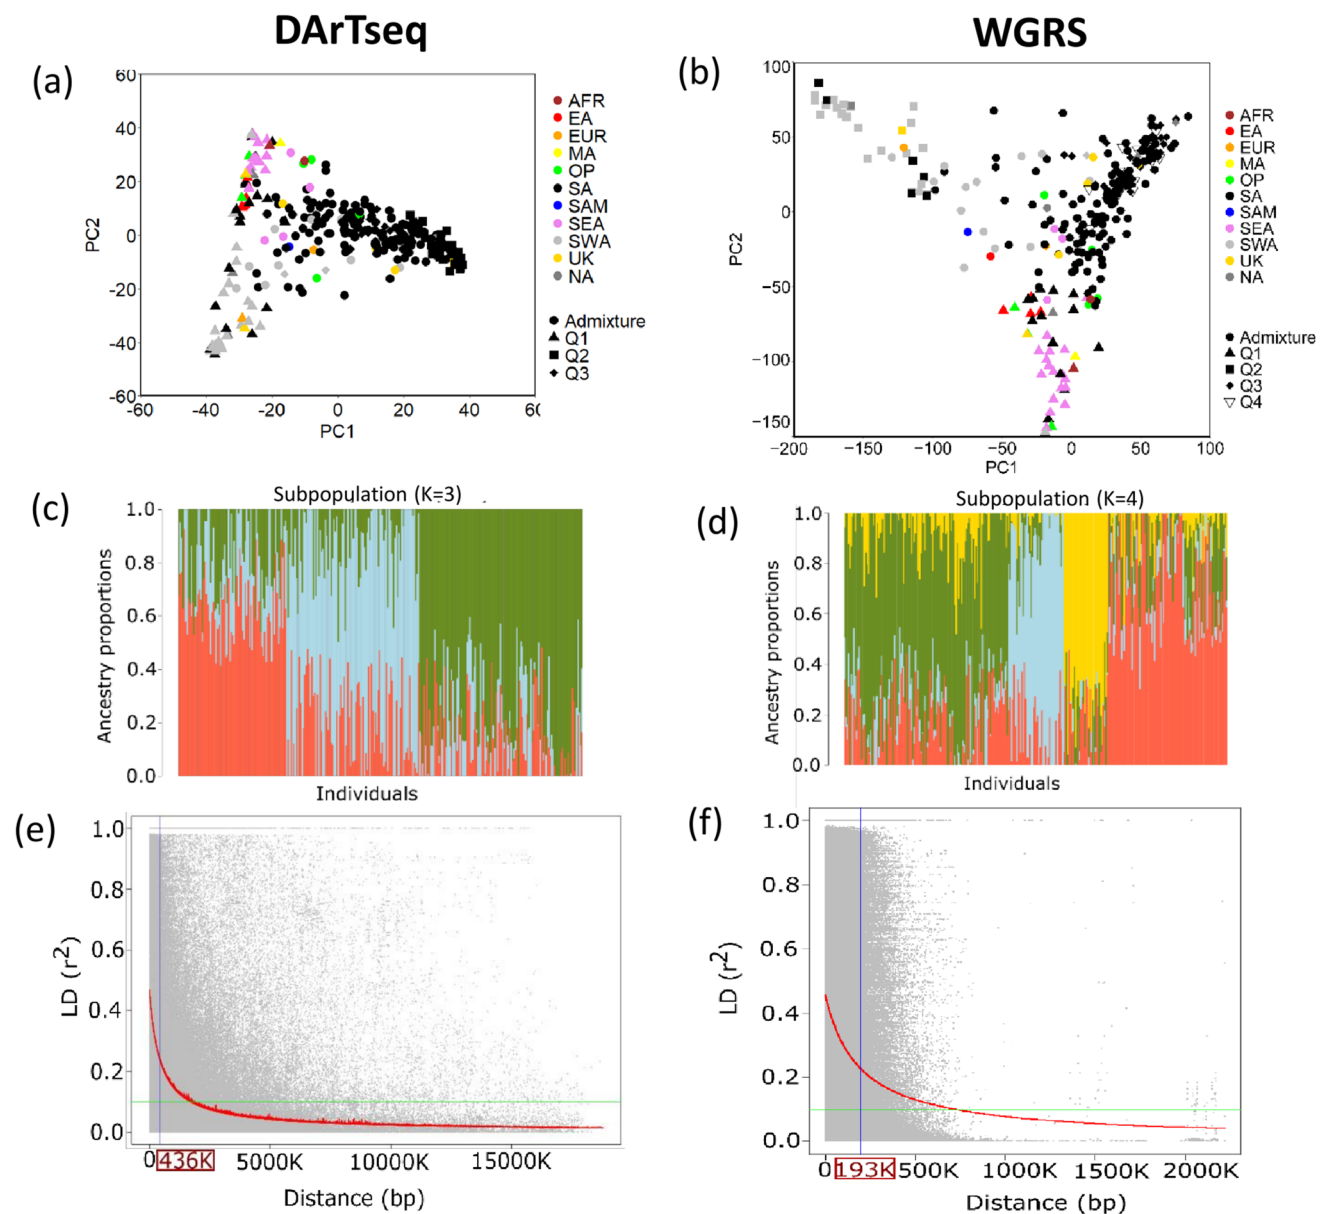 DArTseq
WGRS
(a)
60
40
20
0
-20
-40
-60
PC2
-60
-40
-20
0
20
40
6
PC1
AFR
EA
EUR
MA
OP
SA
SAM
SEA
SWA
UK
NA
Admixture
Q1
Q2
Q3
(b)
100
50
0
−50
−100
−150
PC2
−200
−150
−100
−50
0
50
100
PC1
AFR
EA
EUR
MA
OP
SA
SAM
SEA
SWA
UK
NA
Admixture
Q1
Q2
Q3
Q4
(c)
Subpopulation (K=3)
1.0
0.8
0.6
0.4
0.2
0.0
Ancestry proportions
Individuals
(d)
Subpopulation (K=4)
1.0
0.8
0.6
0.4
0.2
0.0
Ancestry proportions
Individuals
(e)
1.0
0.8
0.6
0.4
0.2
0.0
LD (r²)
0 436K 5000K 10000K 15000K
Distance (bp)
(f)
1.0
0.8
0.6
0.4
0.2
0.0
LD (r²)
0 193K 500K 1000K 1500K 2000K
Distance (bp)